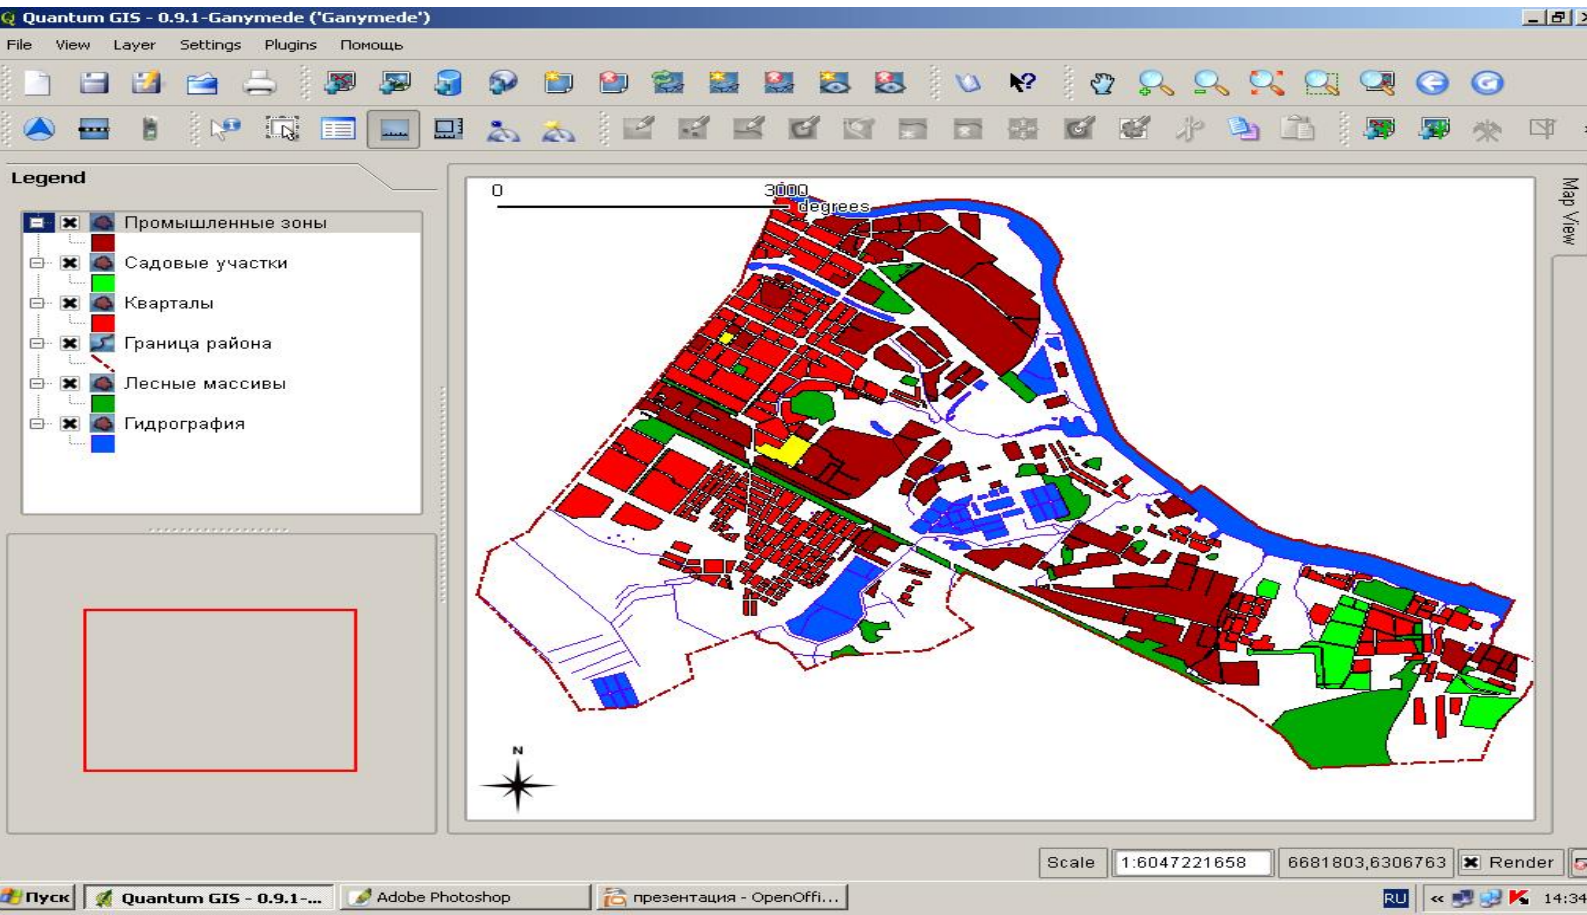 Quantum GIS - 0.9.1-Ganymede ('Ganymede')
File View Layer Settings Plugins Помощь
Legend
Промышленные зоны
Садовые участки
Кварталы
Граница района
Лесные массивы
Гидрография
0 3000
degrees
Map View
N
Scale 1:6047221658 6681803,6306763 Render
Пуск Quantum GIS - 0.9.1-... Adobe Photoshop презентация - OpenOffi... RU « 14:34